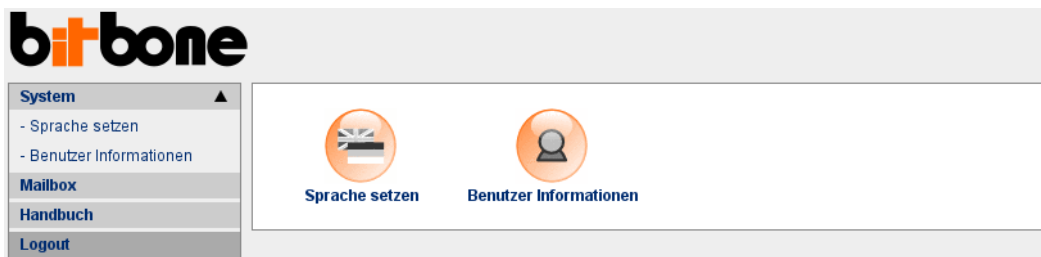 bitbone
System
- Sprache setzen
- Benutzer Informationen
Mailbox
Handbuch
Logout
Sprache setzen
Benutzer Informationen